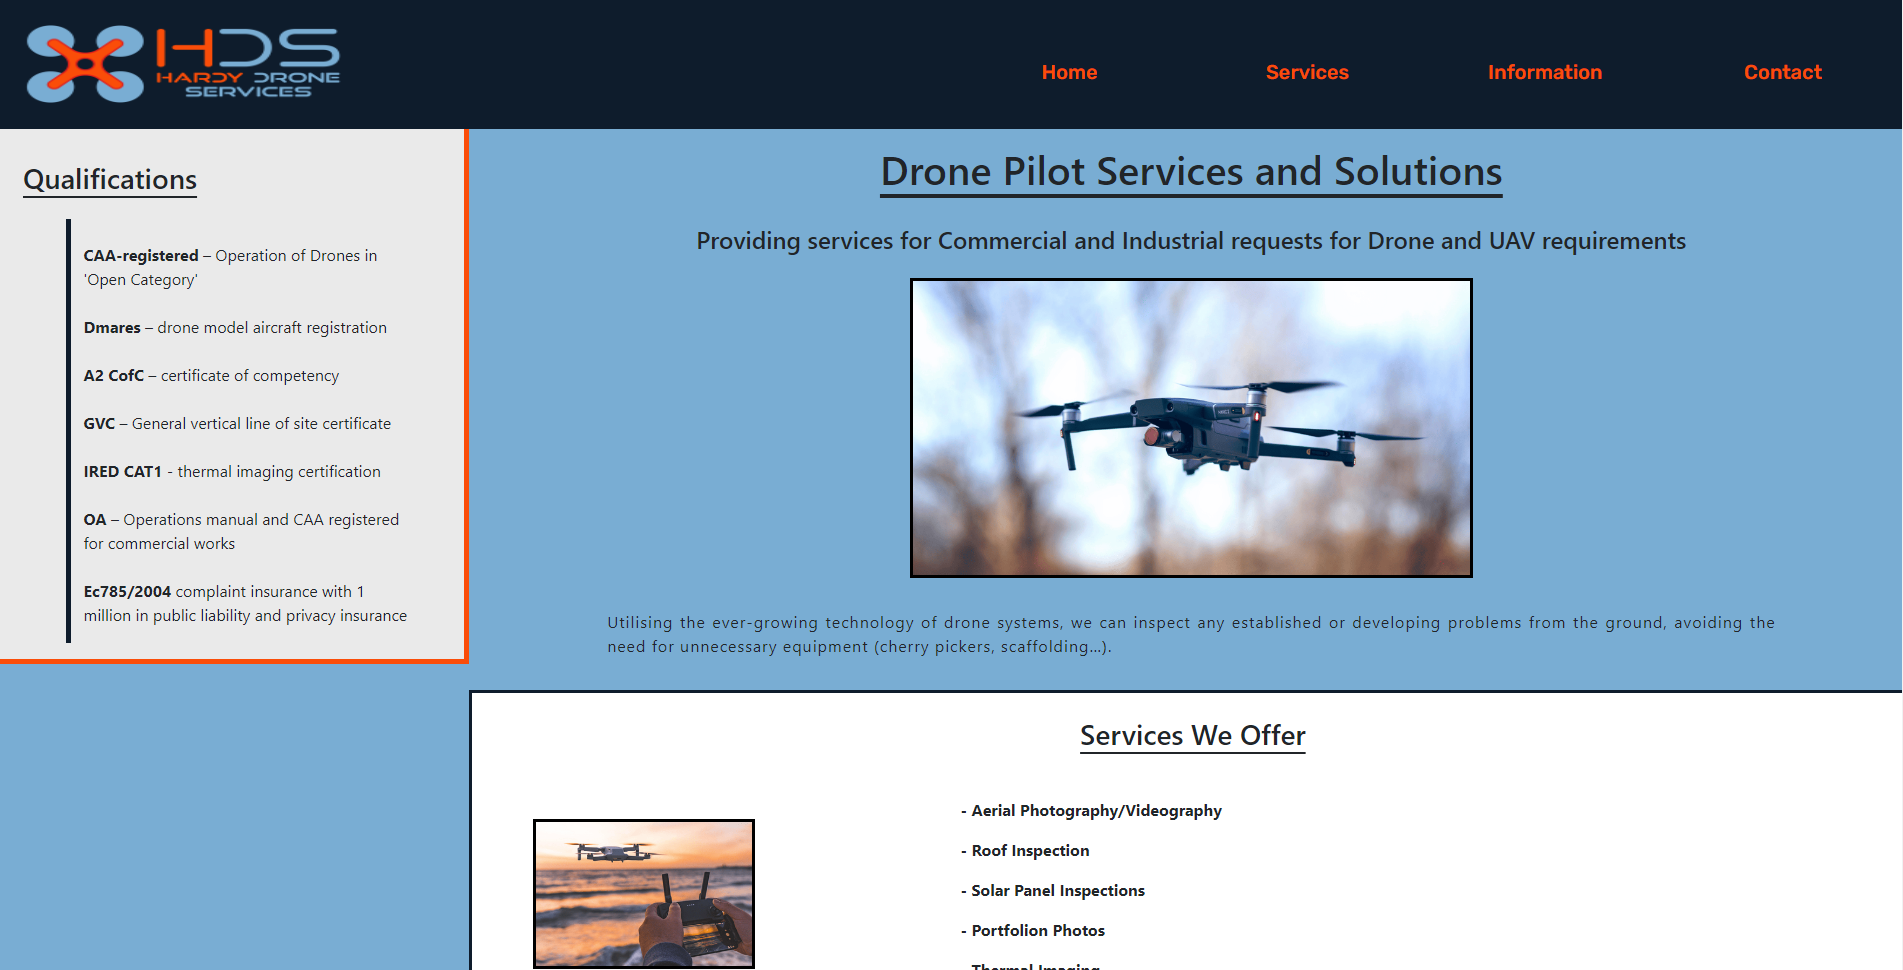 HDS
HARDY DRONE
SERVICES
Home
Services
Information
Contact
Qualifications
CAA-registered – Operation of Drones in
'Open Category'
Dmares – drone model aircraft registration
A2 CofC – certificate of competency
GVC – General vertical line of site certificate
IRED CAT1 - thermal imaging certification
OA – Operations manual and CAA registered
for commercial works
Ec785/2004 complaint insurance with 1
million in public liability and privacy insurance
Drone Pilot Services and Solutions
Providing services for Commercial and Industrial requests for Drone and UAV requirements
Utilising the ever-growing technology of drone systems, we can inspect any established or developing problems from the ground, avoiding the
need for unnecessary equipment (cherry pickers, scaffolding...).
Services We Offer
- Aerial Photography/Videography
- Roof Inspection
- Solar Panel Inspections
- Portfolion Photos
- Thermal Imaging